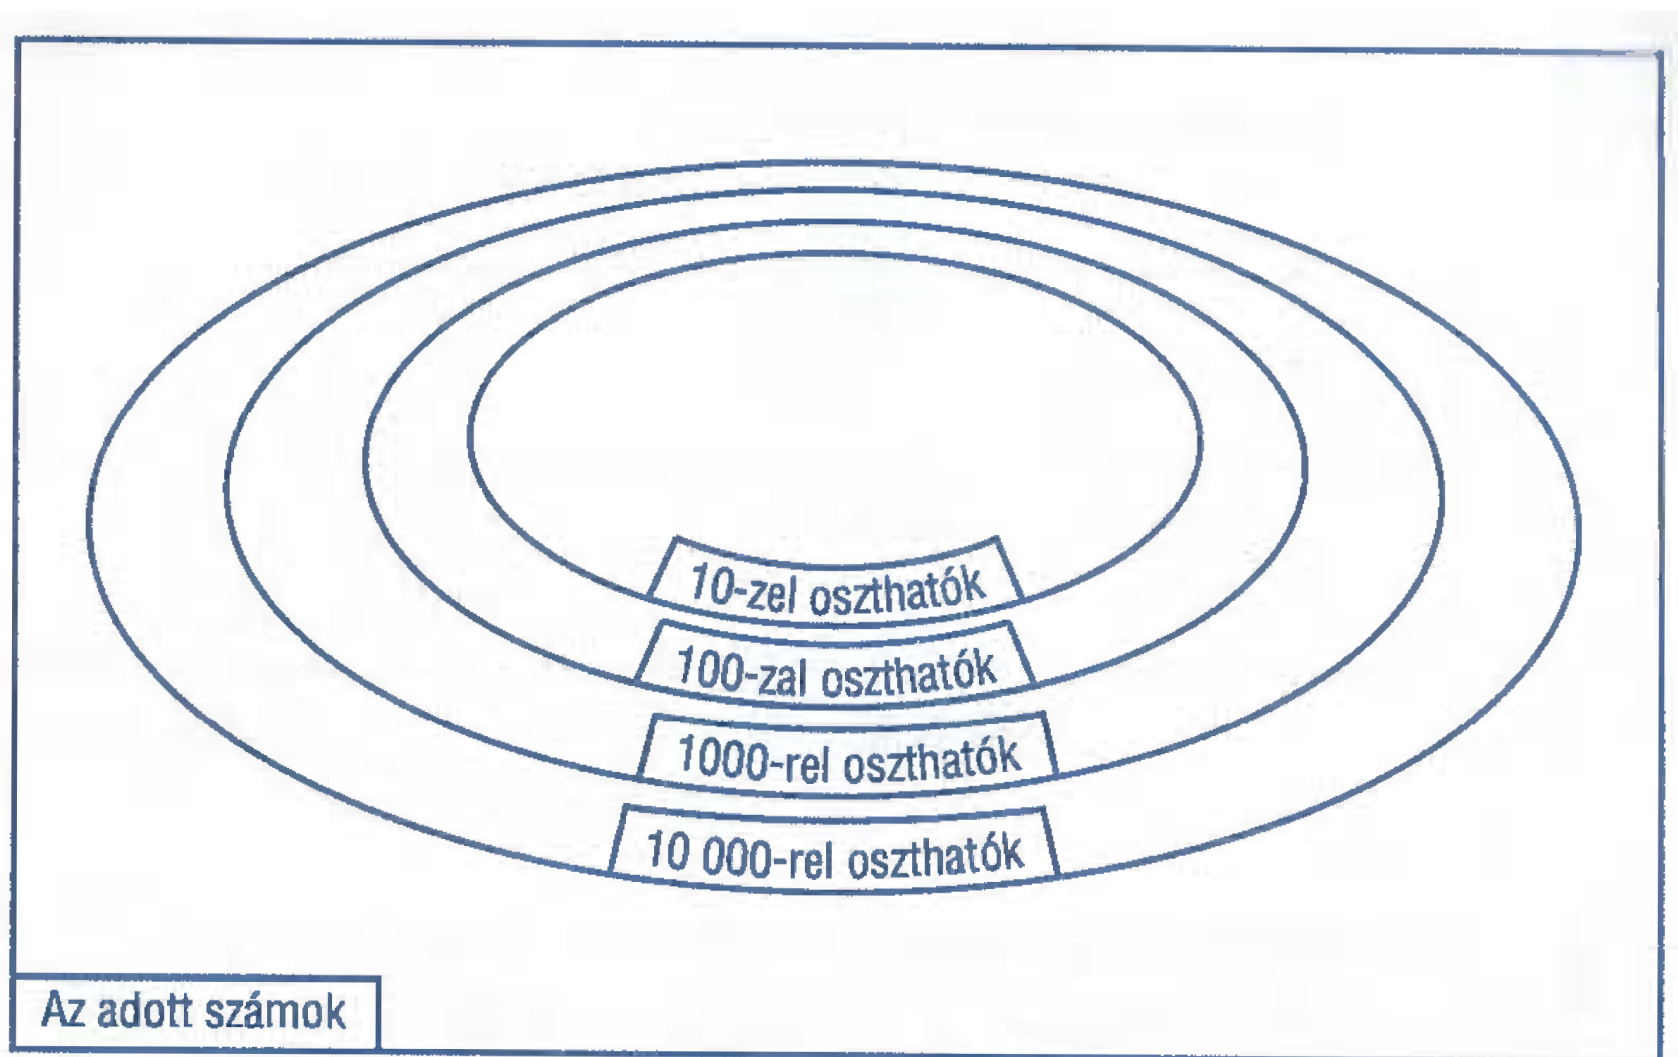 10-zel oszthatók
100-zal oszthatók
1000-rel oszthatók
10 000-rel oszthatók
Az adott számok